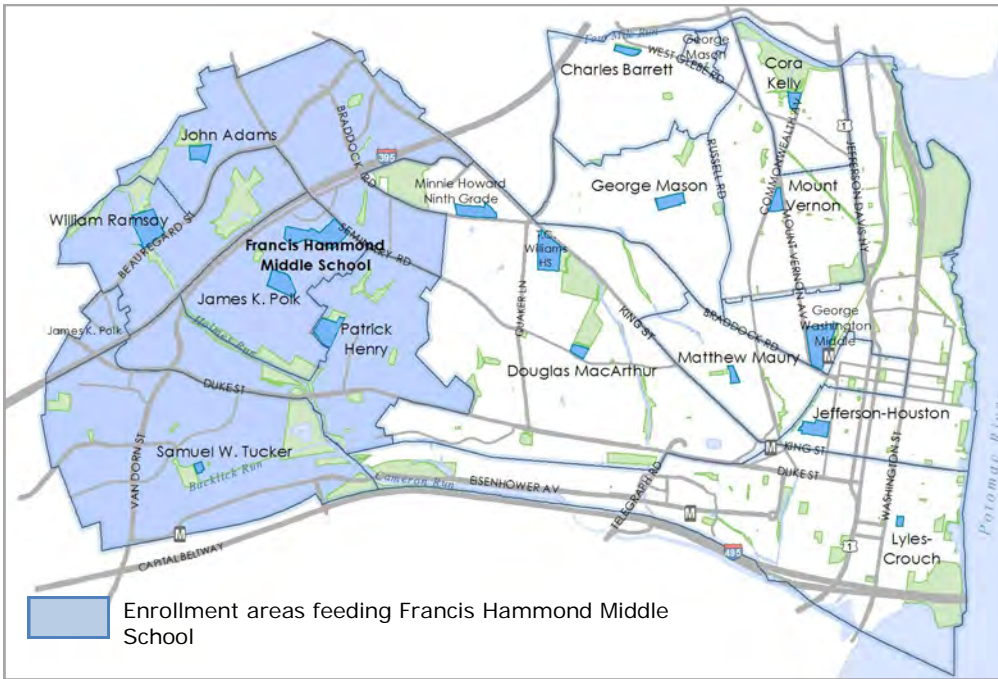 Four Mile Run
George
Mason
WEST GLEBE RD
Charles Barrett
Cora
Kelly
John Adams
BRADDOCK RD
395
1
COMMONWEALTH AV
JEFFERSON DAVIS HY
RUSSELL RD
Minnie Howard
Ninth Grade
George Mason
Mount
Vernon
William Ramsay
BEAUREGARD ST
SEMINARY RD
Francis Hammond
Middle School
T.C.
Williams
HS
MOUNT VERNON AV
James K. Polk
QUAKER LN
KING ST
BRADDOCK RD
George
Washington
Middle
James K. Polk
Holmes Run
Patrick
Henry
M
Matthew Maury
Douglas MacArthur
DUKE ST
Jefferson-Houston
Samuel W. Tucker
Backlick Run
VAN DORN ST
M
KING ST
DUKE ST
WASHINGTON ST
Potomac River
Cameron Run
EISENHOWER AV
TELEGRAPH RD
M
M
CAPITAL BELTWAY
495
1
Lyles-
Crouch
Enrollment areas feeding Francis Hammond Middle
School